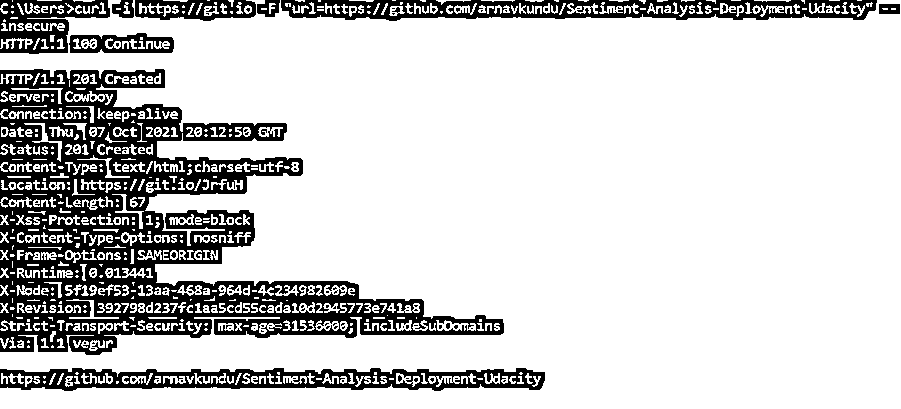 C:\Users>curl -i https://git.io -F "url=https://github.com/arnavkundu/Sentiment-Analysis-Deployment-Udacity" --
insecure
HTTP/1.1 100 Continue
HTTP/1.1 201 Created
Server: Cowboy
Connection: keep-alive
Date: Thu, 07 Oct 2021 20:12:50 GMT
Status: 201 Created
Content-Type: text/html;charset=utf-8
Location: https://git.io/JrfuH
Content-Length: 67
X-Xss-Protection: 1; mode=block
X-Content-Type-Options: nosniff
X-Frame-Options: SAMEORIGIN
X-Runtime: 0.013441
X-Node: 5f19ef53-13aa-468a-964d-4c234982609e
X-Revision: 392798d237fc1aa5cd55cada10d2945773e741a8
Strict-Transport-Security: max-age=31536000; includeSubDomains
Via: 1.1 vegur
https://github.com/arnavkundu/Sentiment-Analysis-Deployment-Udacity